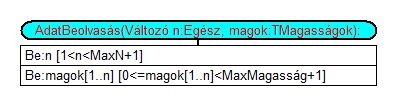 AdatBeolvasás(Változó n:Egész, magok:TMagasságok):
Be:n [1<n<MaxN+1]
Be:magok[1..n] [0<=magok[1..n]<MaxMagasság+1]